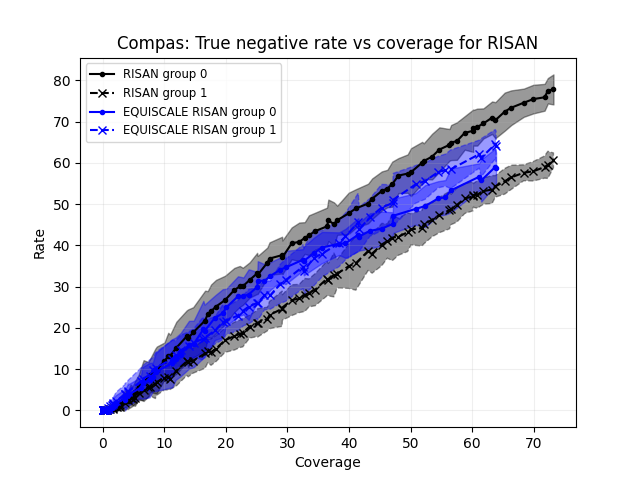 Compas: True negative rate vs coverage for RISAN
RISAN group 0
RISAN group 1
EQUISCALE RISAN group 0
EQUISCALE RISAN group 1
Rate
80
70
60
50
40
30
20
10
0
0 10 20 30 40 50 60 70
Coverage